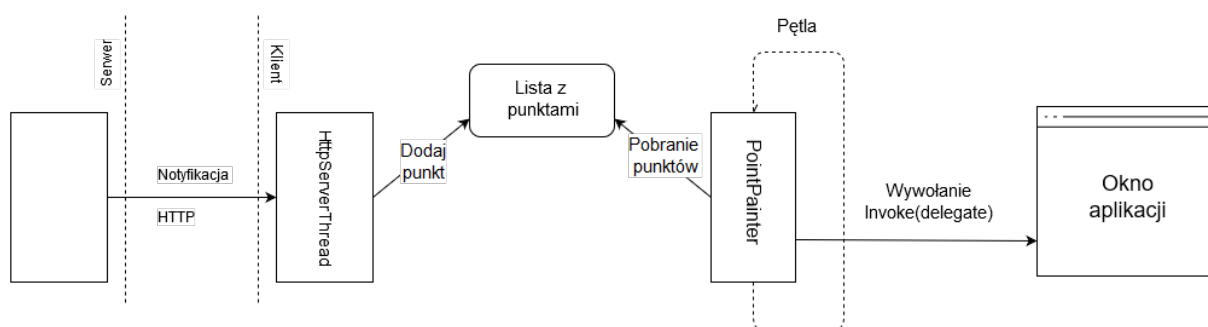 Serwer
Klient
Notyfikacja
HTTP
HttpServerThread
Dodaj
punkt
Lista z
punktami
Pobranie
punktów
Pętla
PointPainter
Wywołanie
Invoke(delegate)
Okno
aplikacji